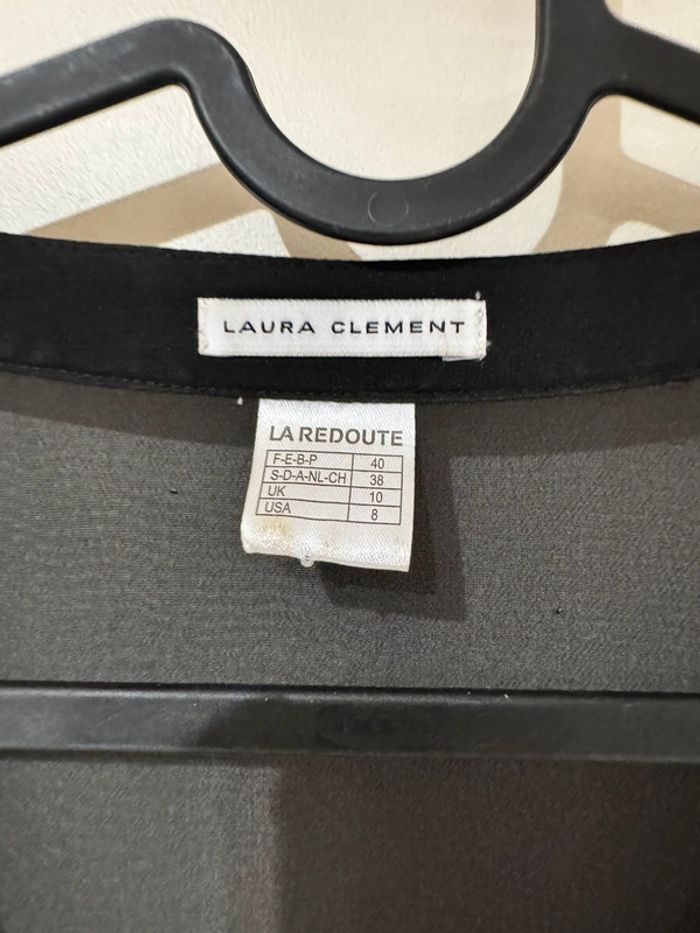 LAURA CLEMENT
LA REDOUTE
F-E-B-P 40
S-D-A-NL-CH 38
UK 10
USA 8